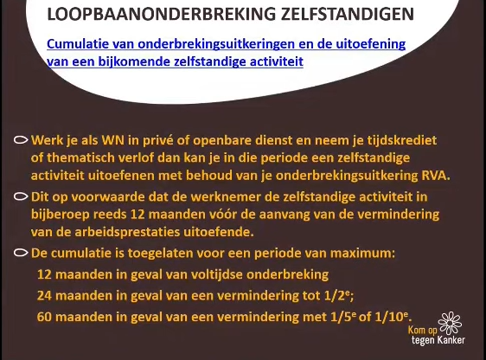 LOOPBAANONDERBREKING ZELFSTANDIGEN
Cumulatie van onderbrekingsuitkeringen en de uitoefening
van een bijkomende zelfstandige activiteit
Werk je als WN in privé of openbare dienst en neem je tijdskrediet
of thematisch verlof dan kan je in die periode een zelfstandige
activiteit uitoefenen met behoud van je onderbrekingsuitkering RVA.
Dit op voorwaarde dat de werknemer de zelfstandige activiteit in
bijberoep reeds 12 maanden vóór de aanvang van de vermindering
van de arbeidsprestaties uitoefende.
De cumulatie is toegelaten voor een periode van maximum:
12 maanden in geval van voltijdse onderbreking
24 maanden in geval van een vermindering tot 1/2ᵉ;
60 maanden in geval van een vermindering met 1/5ᵉ of 1/10ᵉ.
Kom op
tegen Kanker